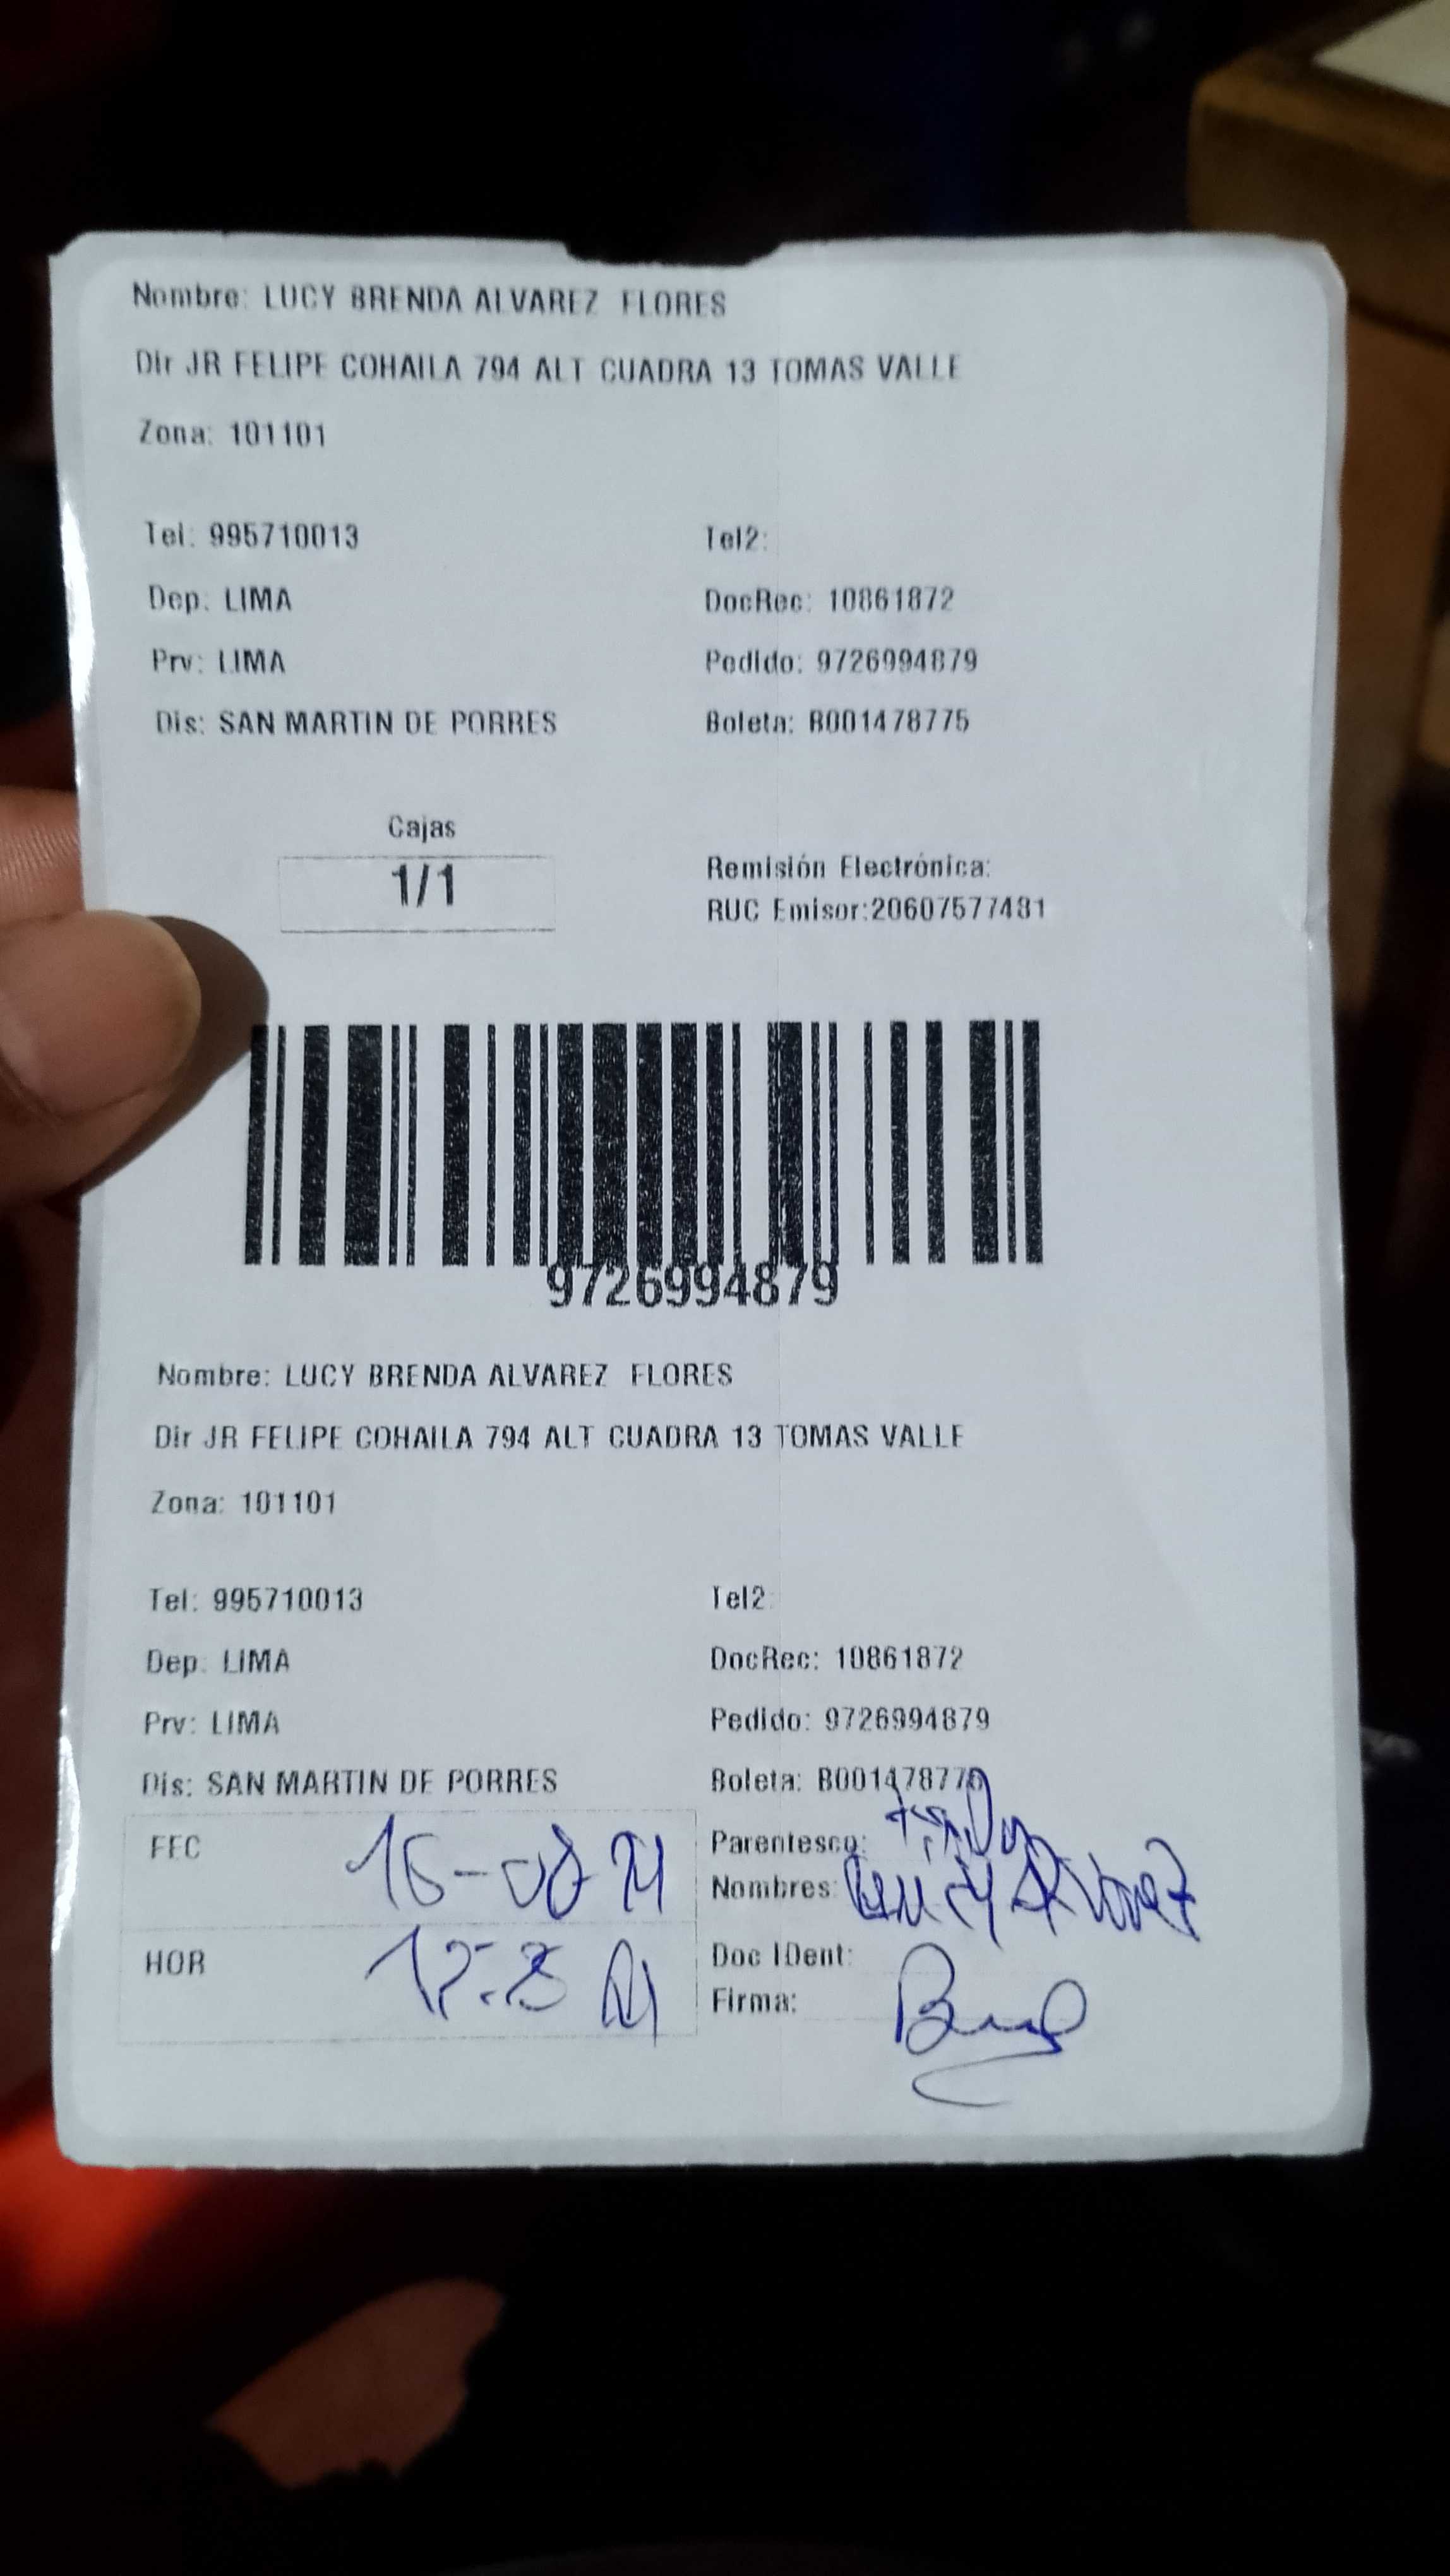 Nombre: LUCY BRENDA ALVAREZ FLORES
Dir JR FELIPE COHAILA 794 ALT CUADRA 13 TOMAS VALLE
Zona: 101101
Tel: 995710013 Tel2:
Dep: LIMA DocRec: 10861872
Prv: LIMA Pedido: 9726994879
Dis: SAN MARTIN DE PORRES Boleta: B001478775
Cajas
1/1
Remisión Electrónica:
RUC Emisor:20607577481
9726994879
Nombre: LUCY BRENDA ALVAREZ FLORES
Dir JR FELIPE COHAILA 794 ALT CUADRA 13 TOMAS VALLE
Zona: 101101
Tel: 995710013 Tel2:
Dep: LIMA DocRec: 10861872
Prv: LIMA Pedido: 9726994879
Dis: SAN MARTIN DE PORRES Boleta: B001478775
FEC
Parentesco:
Nombres: Alvarez
HOR
Doc IDent:
Firma: